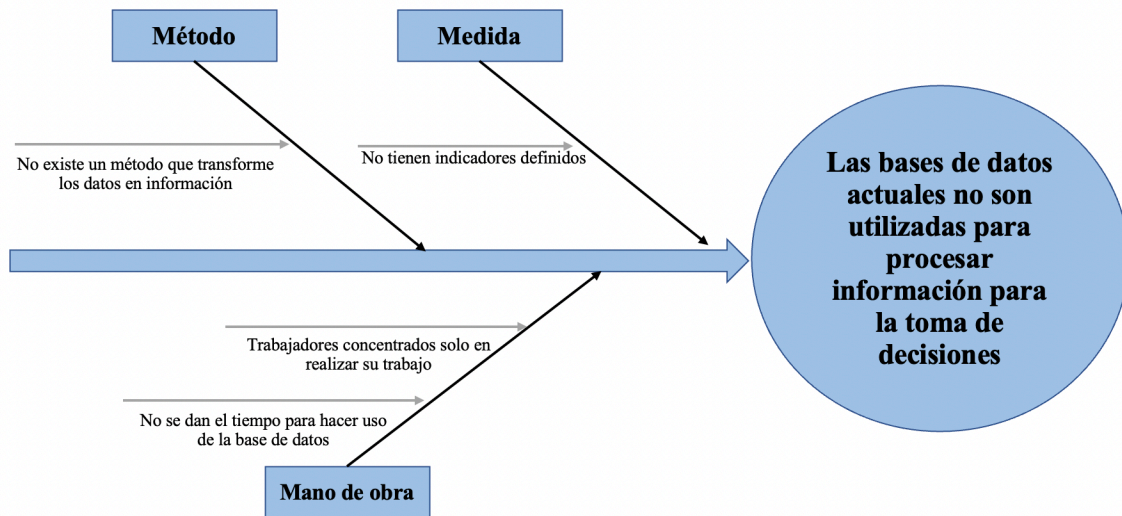 Método
Medida
No existe un método que transforme
los datos en información
No tienen indicadores definidos
Las bases de datos
actuales no son
utilizadas para
procesar
información para
la toma de
decisiones
Trabajadores concentrados solo en
realizar su trabajo
No se dan el tiempo para hacer uso
de la base de datos
Mano de obra